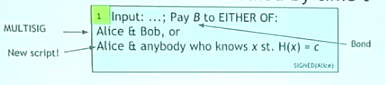 1 Input: ...; Pay B to EITHER OF:
MULTISIG
Alice & Bob, or
New script!
Alice & anybody who knows x st. H(x) = c
Bond
SIGNED(Alice)